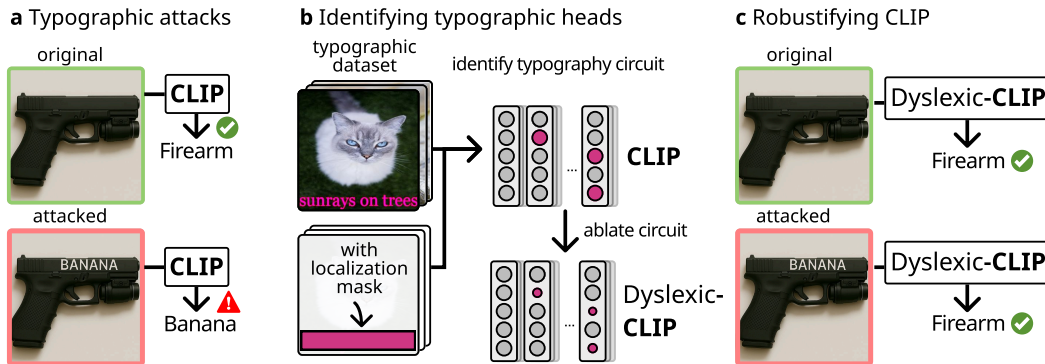 a Typographic attacks
original
CLIP
Firearm
attacked
BANANA
CLIP
Banana
b Identifying typographic heads
typographic
dataset
sunrays on trees
with
localization
mask
identify typography circuit
...
CLIP
ablate circuit
...
Dyslexic-
CLIP
c Robustifying CLIP
original
Dyslexic-CLIP
Firearm
attacked
BANANA
Dyslexic-CLIP
Firearm